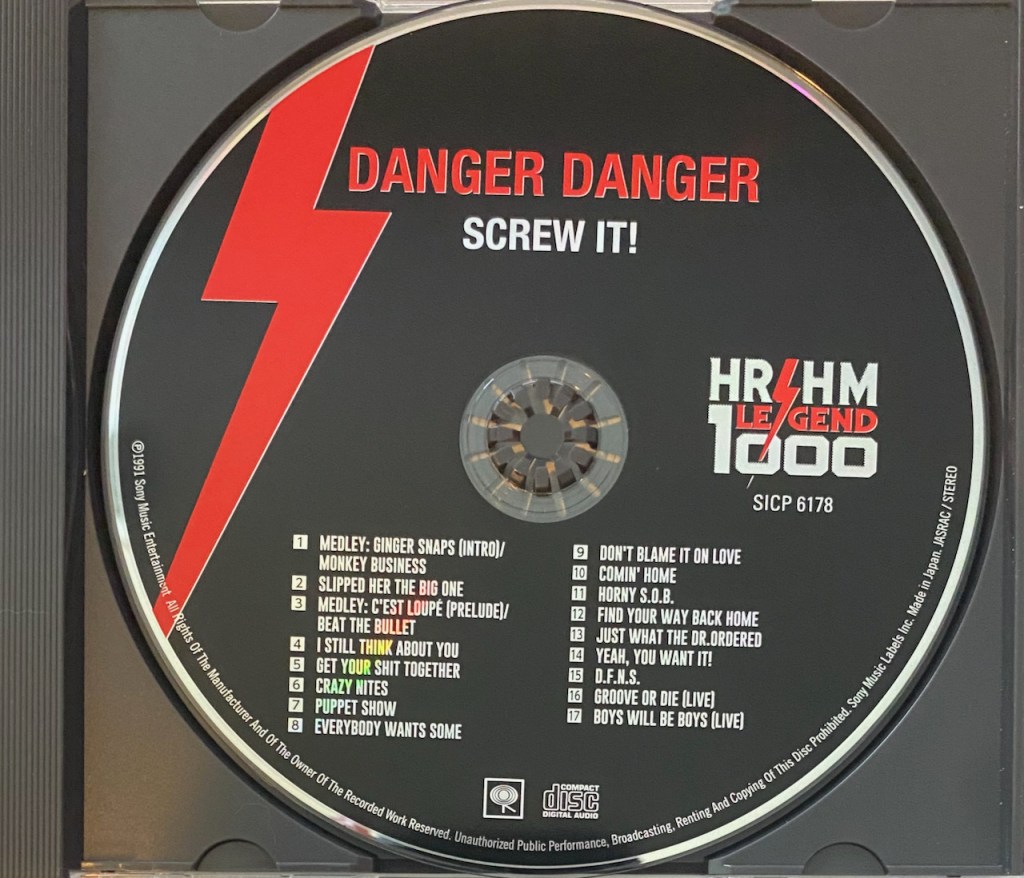 DANGER DANGER
SCREW IT!
HR HM
LEGEND
1000
SICP 6178
1 MEDLEY: GINGER SNAPS (INTRO)/
MONKEY BUSINESS
2 SLIPPED HER THE BIG ONE
3 MEDLEY: C'EST LOUPÉ (PRELUDE)/
BEAT THE BULLET
4 I STILL THINK ABOUT YOU
5 GET YOUR SHIT TOGETHER
6 CRAZY NITES
7 PUPPET SHOW
8 EVERYBODY WANTS SOME
9 DON'T BLAME IT ON LOVE
10 COMIN' HOME
11 HORNY S.O.B.
12 FIND YOUR WAY BACK HOME
13 JUST WHAT THE DR.ORDERED
14 YEAH, YOU WANT IT!
15 D.F.N.S.
16 GROOVE OR DIE (LIVE)
17 BOYS WILL BE BOYS (LIVE)
COMPACT
disc
DIGITAL AUDIO
℗1991 Sony Music Entertainment. All Rights Of The Manufacturer And Of The Owner Of The Recorded Work Reserved. Unauthorized Public Performance, Broadcasting, Renting And Copying Of This Disc Prohibited. Sony Music Labels Inc. Made in Japan. JASRAC / STEREO